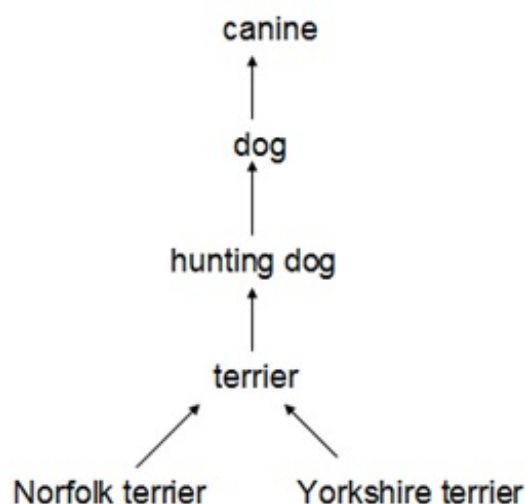 canine
dog
hunting dog
terrier
Norfolk terrier
Yorkshire terrier